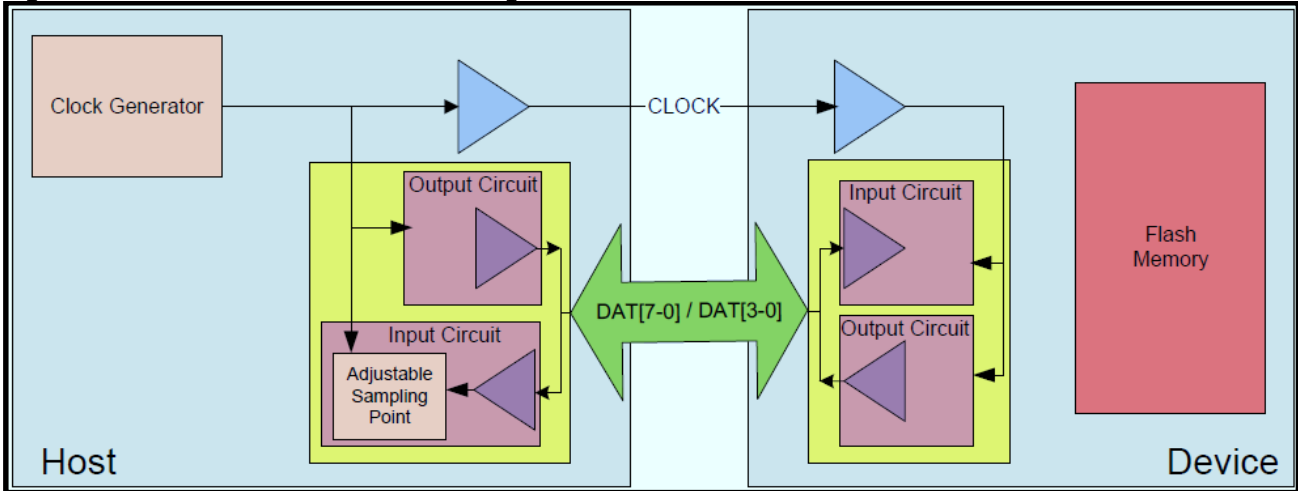 Clock Generator
CLOCK
Output Circuit
Input Circuit
Flash
Memory
DAT[7-0] / DAT[3-0]
Input Circuit
Output Circuit
Adjustable
Sampling
Point
Host
Device